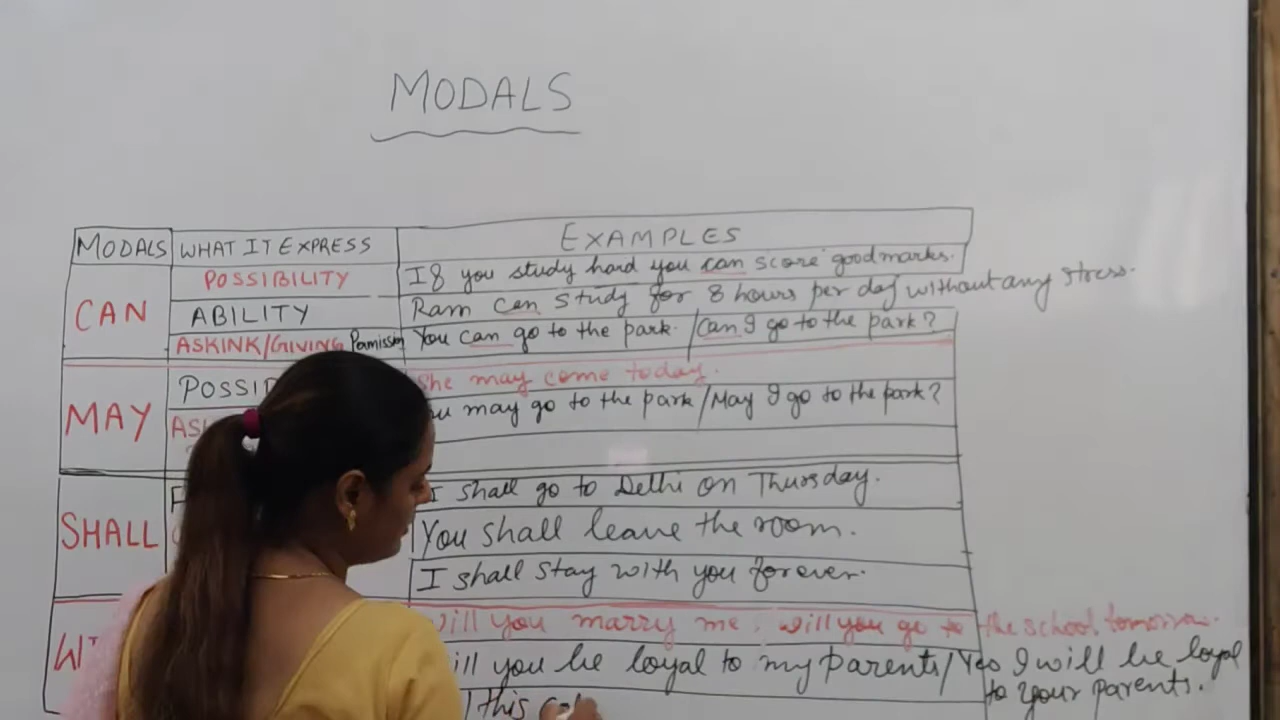 MODALS
MODALS WHAT IT EXPRESS EXAMPLES
CAN
POSSIBILITY If you study hard you can score good marks.
ABILITY Ram can study for 8 hours per day without any stress.
ASKINK/GIVING Permission You can go to the park. / Can I go to the park?
MAY
She may come today.
may go to the park / May I go to the park?
SHALL
I shall go to Delhi on Thursday.
You shall leave the room.
I shall stay with you forever.
you marry me. will you go to the school tomorrow.
you be loyal to my parents / Yes I will be loyal
to your parents.
this